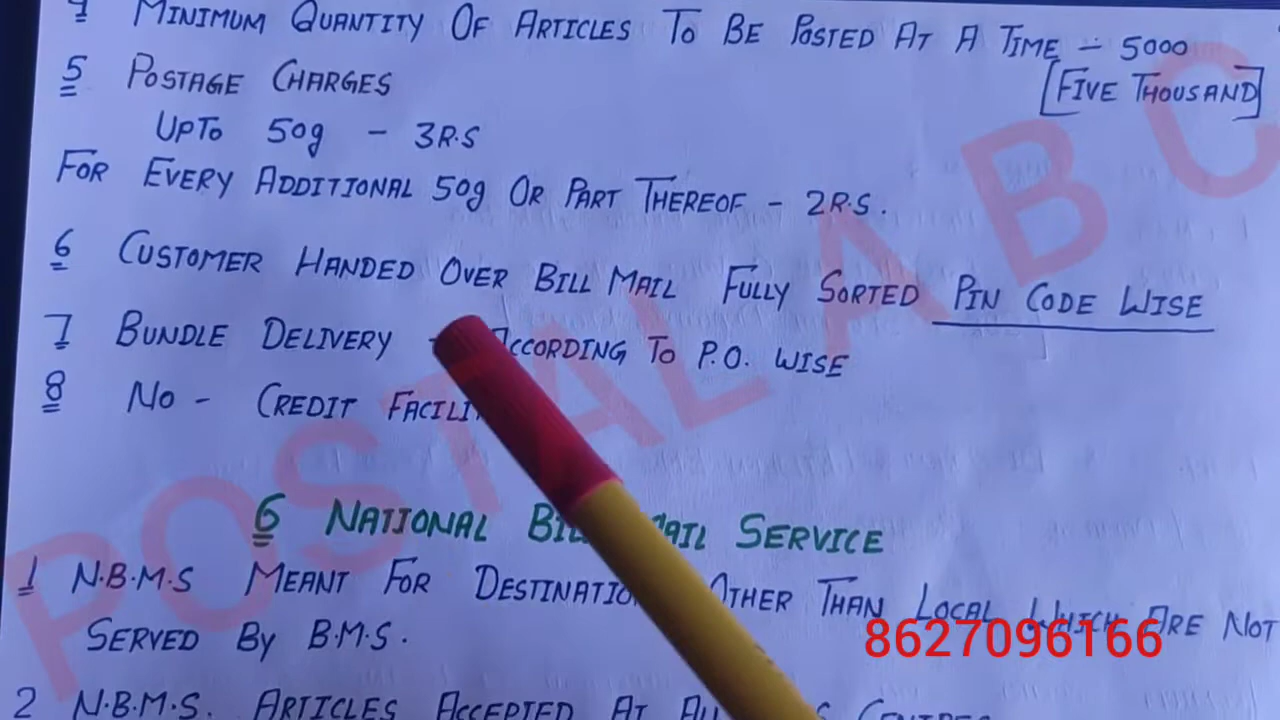 4 MINIMUM QUANTITY OF ARTICLES TO BE POSTED AT A TIME - 5000
[FIVE THOUSAND]
5 POSTAGE CHARGES
UPTO 50g - 3R.S
FOR EVERY ADDITIONAL 50g OR PART THEREOF - 2R.S.
6 CUSTOMER HANDED OVER BILL MAIL FULLY SORTED PIN CODE WISE
7 BUNDLE DELIVERY - ACCORDING TO P.O. WISE
8 NO - CREDIT
6 NATIONAL SERVICE
1 N.B.M.S MEANT FOR OTHER THAN LOCAL WHICH ARE NOT
SERVED By B.M.S.
8627096166
2 N.B.M.S. ARTICLES ACCEPTED AT
POSTAL ABC